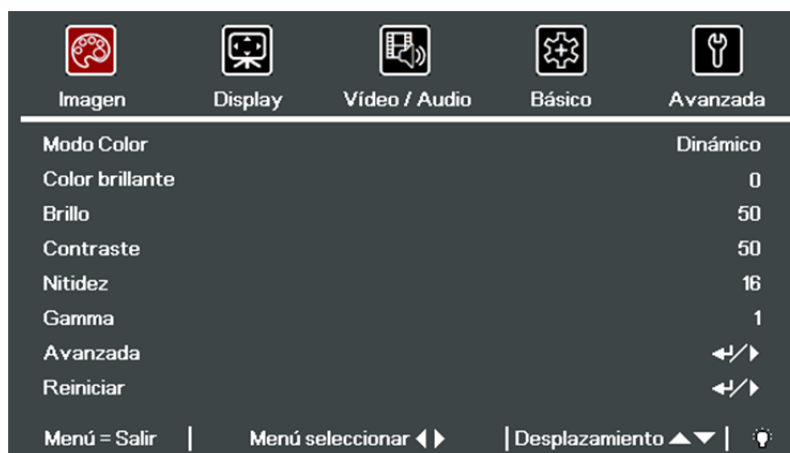 Imagen Display Vídeo / Audio Básico Avanzada
Modo Color Dinámico
Color brillante 0
Brillo 50
Contraste 50
Nitidez 16
Gamma 1
Avanzada
Reiniciar
Menú = Salir Menú seleccionar Desplazamiento